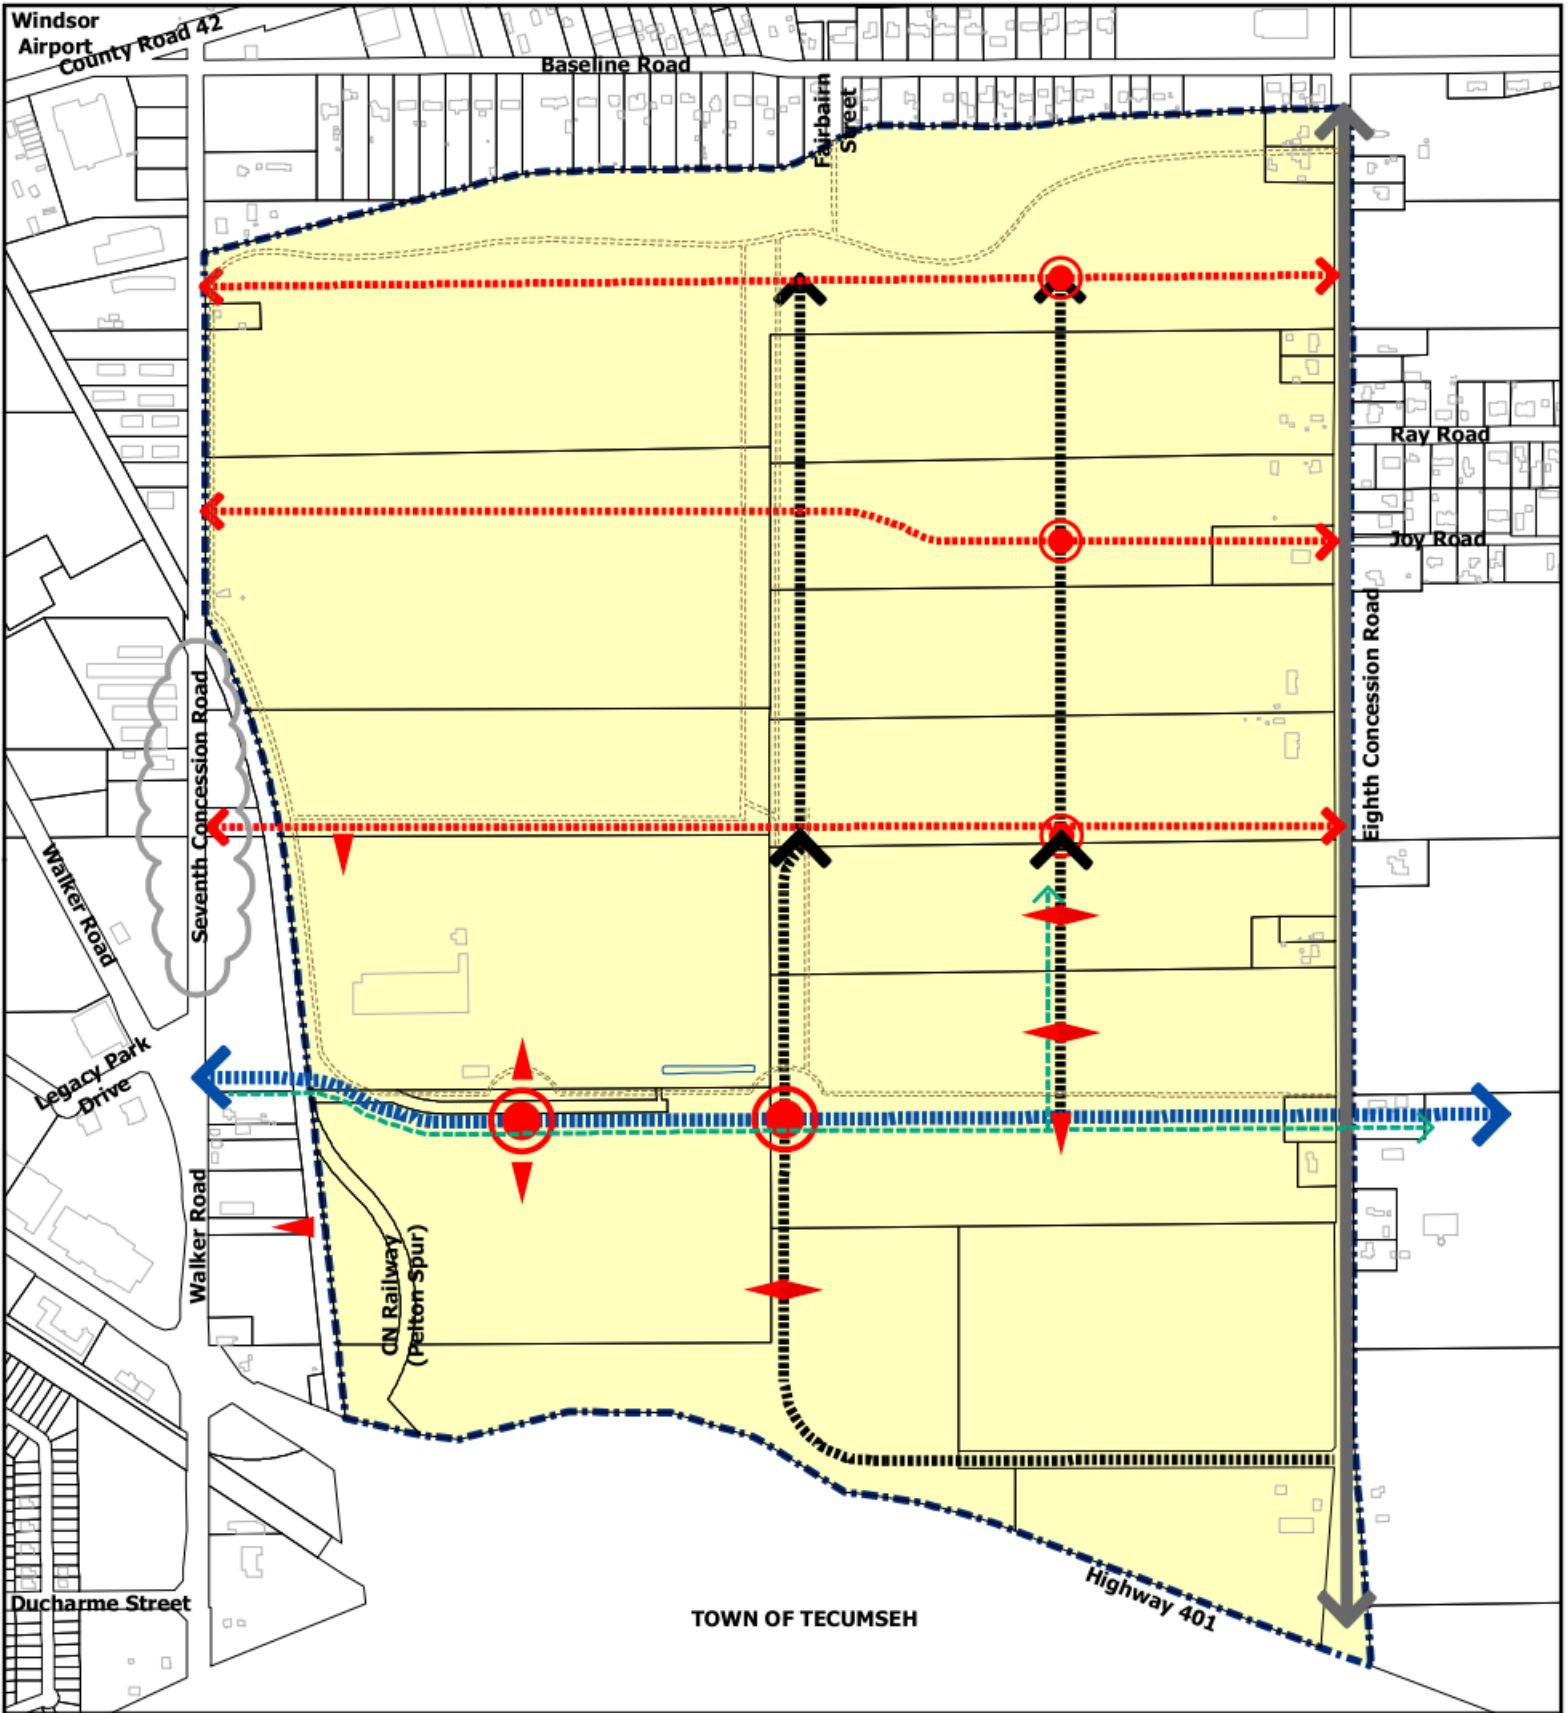 Windsor
Airport
County Road 42
Baseline Road
Fairbairn
Street
Ray Road
Joy Road
Seventh Concession Road
Eighth Concession Road
Walker Road
Legacy Park
Drive
Walker Road
CN Railway
(Pelton Spur)
Highway 401
Ducharme Street
TOWN OF TECUMSEH